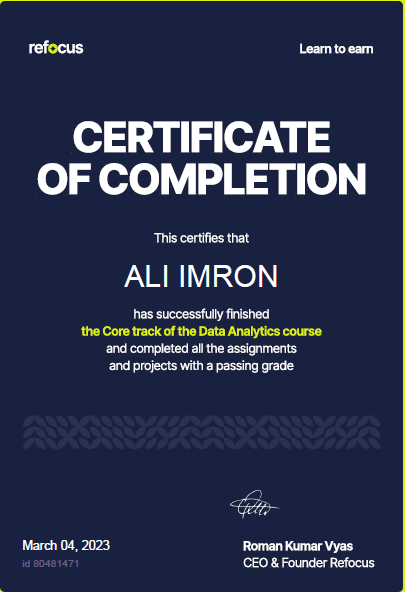 refocus
Learn to earn
CERTIFICATE
OF COMPLETION
This certifies that
ALI IMRON
has successfully finished
the Core track of the Data Analytics course
and completed all the assignments
and projects with a passing grade
March 04, 2023
id 80481471
Roman Kumar Vyas
CEO & Founder Refocus